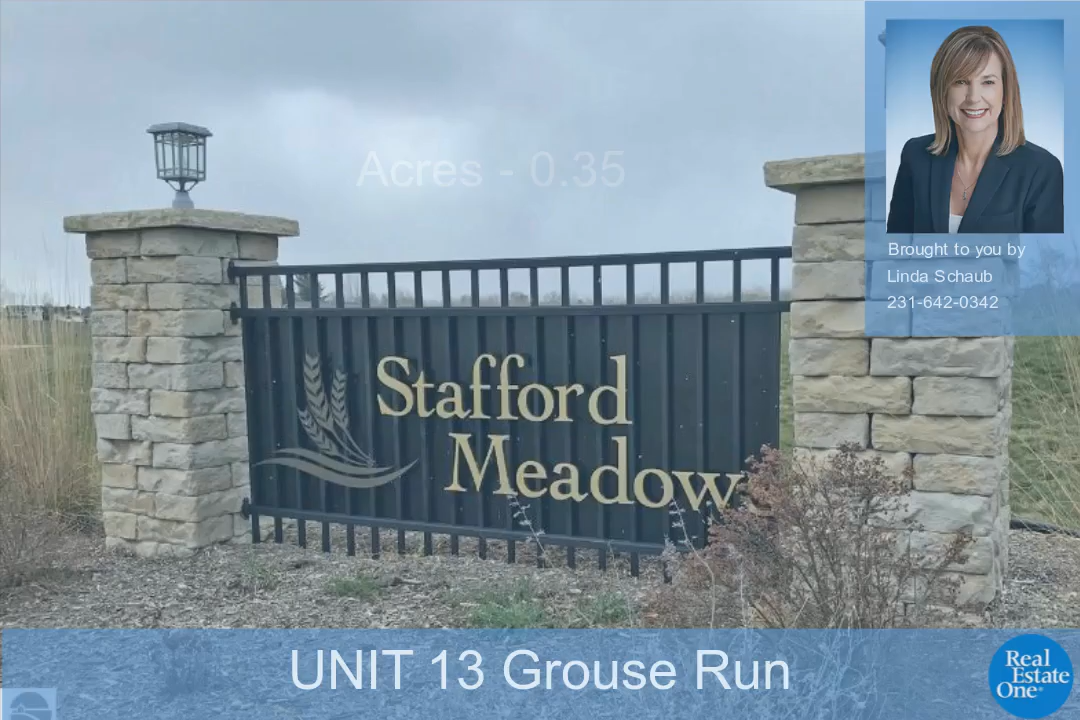 Acres - 0.35
Brought to you by
Linda Schaub
231-642-0342
Stafford
Meadow
UNIT 13 Grouse Run
Real
Estate
One